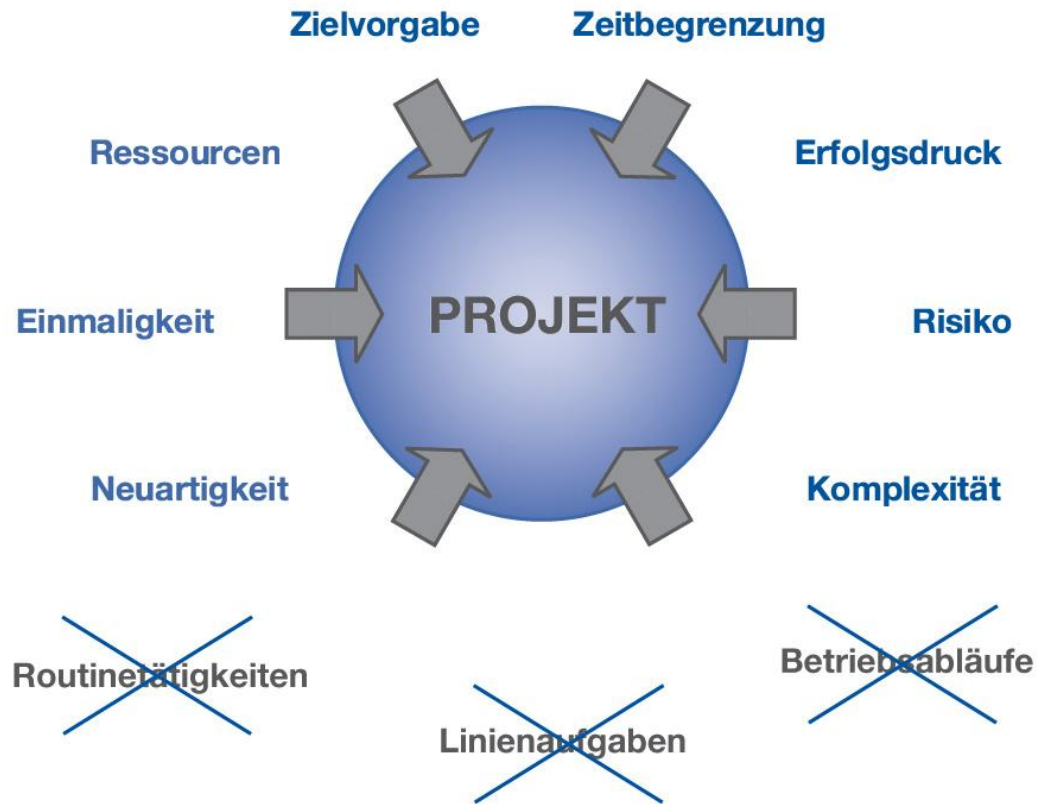 Zielvorgabe Zeitbegrenzung
Ressourcen Erfolgsdruck
Einmaligkeit PROJEKT Risiko
Neuartigkeit Komplexität
Routinetätigkeiten Betriebsabläufe
Linienaufgaben